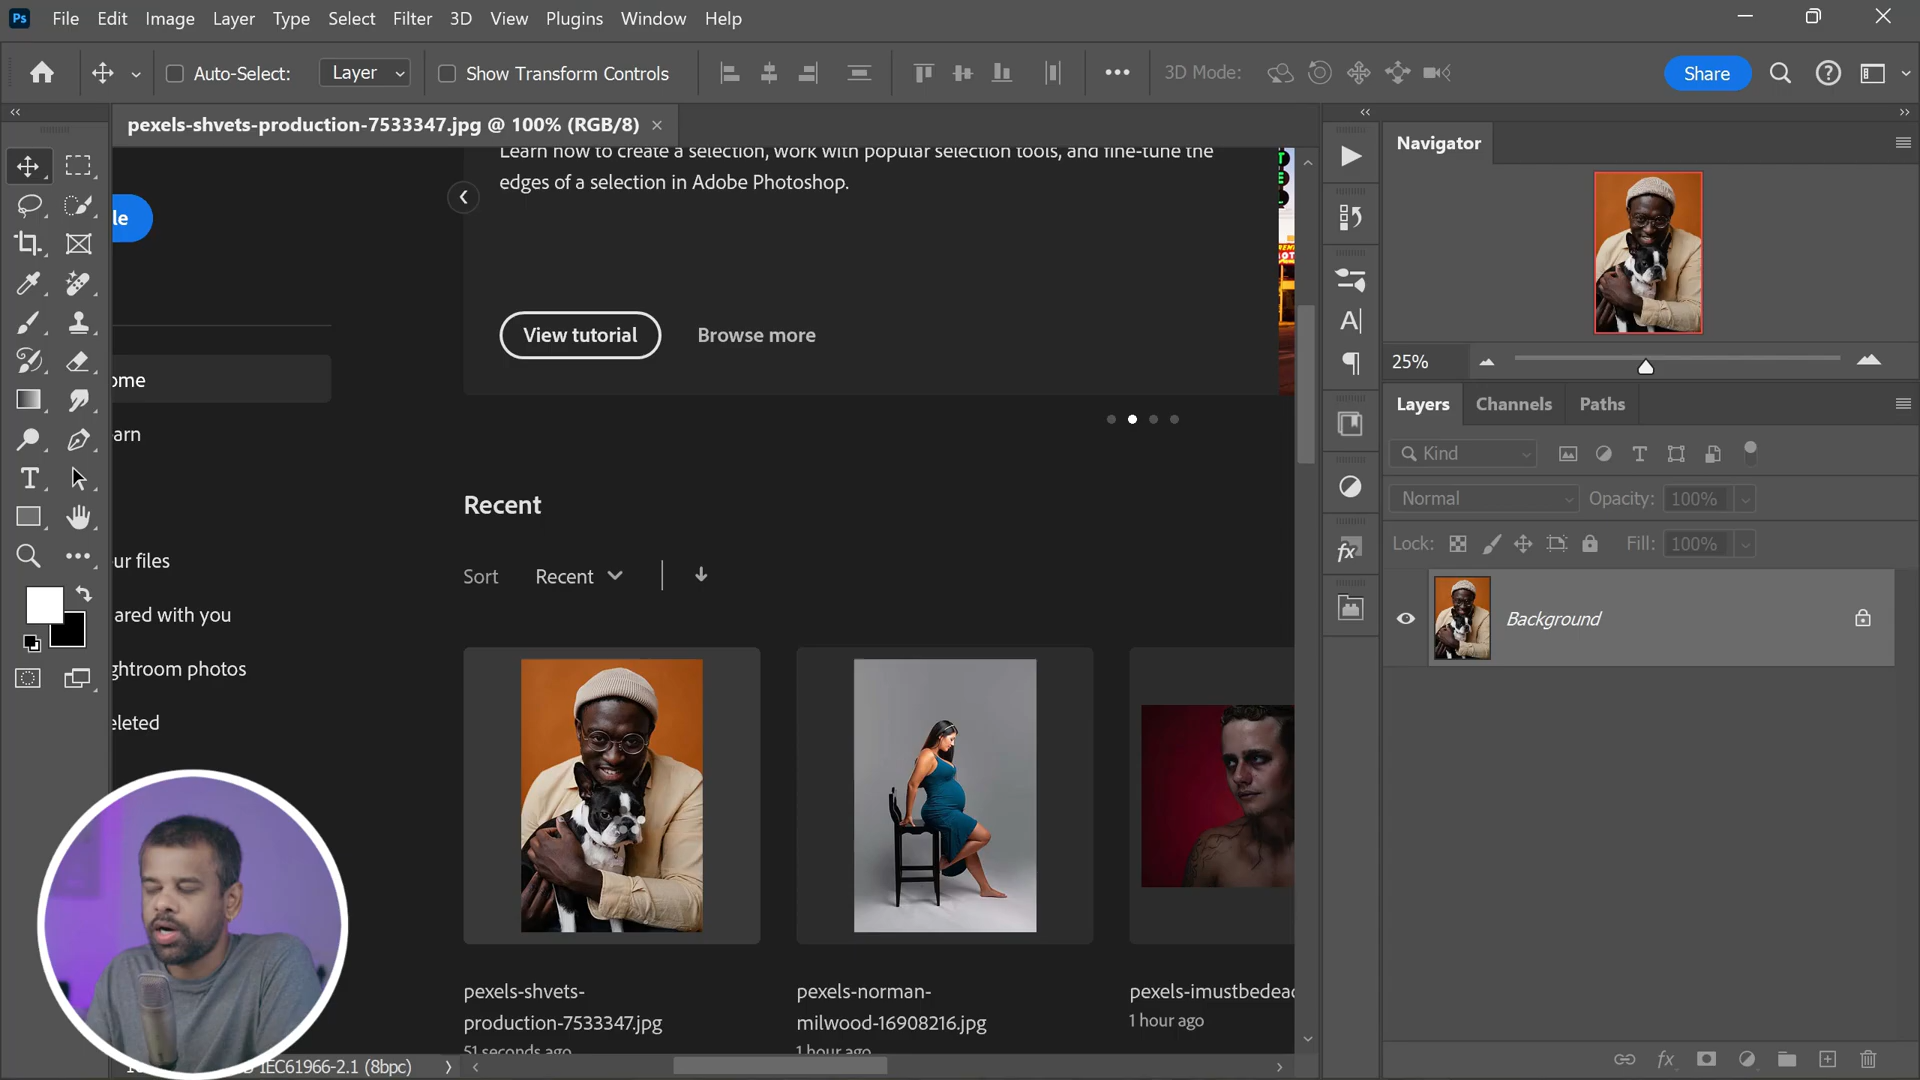 Ps File Edit Image Layer Type Select Filter 3D View Plugins Window Help
Auto-Select: Layer Show Transform Controls 3D Mode: Share
pexels-shvets-production-7533347.jpg @ 100% (RGB/8)
Learn how to create a selection, work with popular selection tools, and fine-tune the
edges of a selection in Adobe Photoshop.
le
View tutorial Browse more
ome
arn
Recent
Sort Recent
ur files
ared with you
ghtroom photos
eleted
pexels-shvets-
production-7533347.jpg
51 seconds ago
pexels-norman-
milwood-16908216.jpg
1 hour ago
pexels-imustbedead
1 hour ago
IEC61966-2.1 (8bpc)
Navigator
25%
Layers Channels Paths
Kind
Normal Opacity: 100%
Lock: Fill: 100%
Background